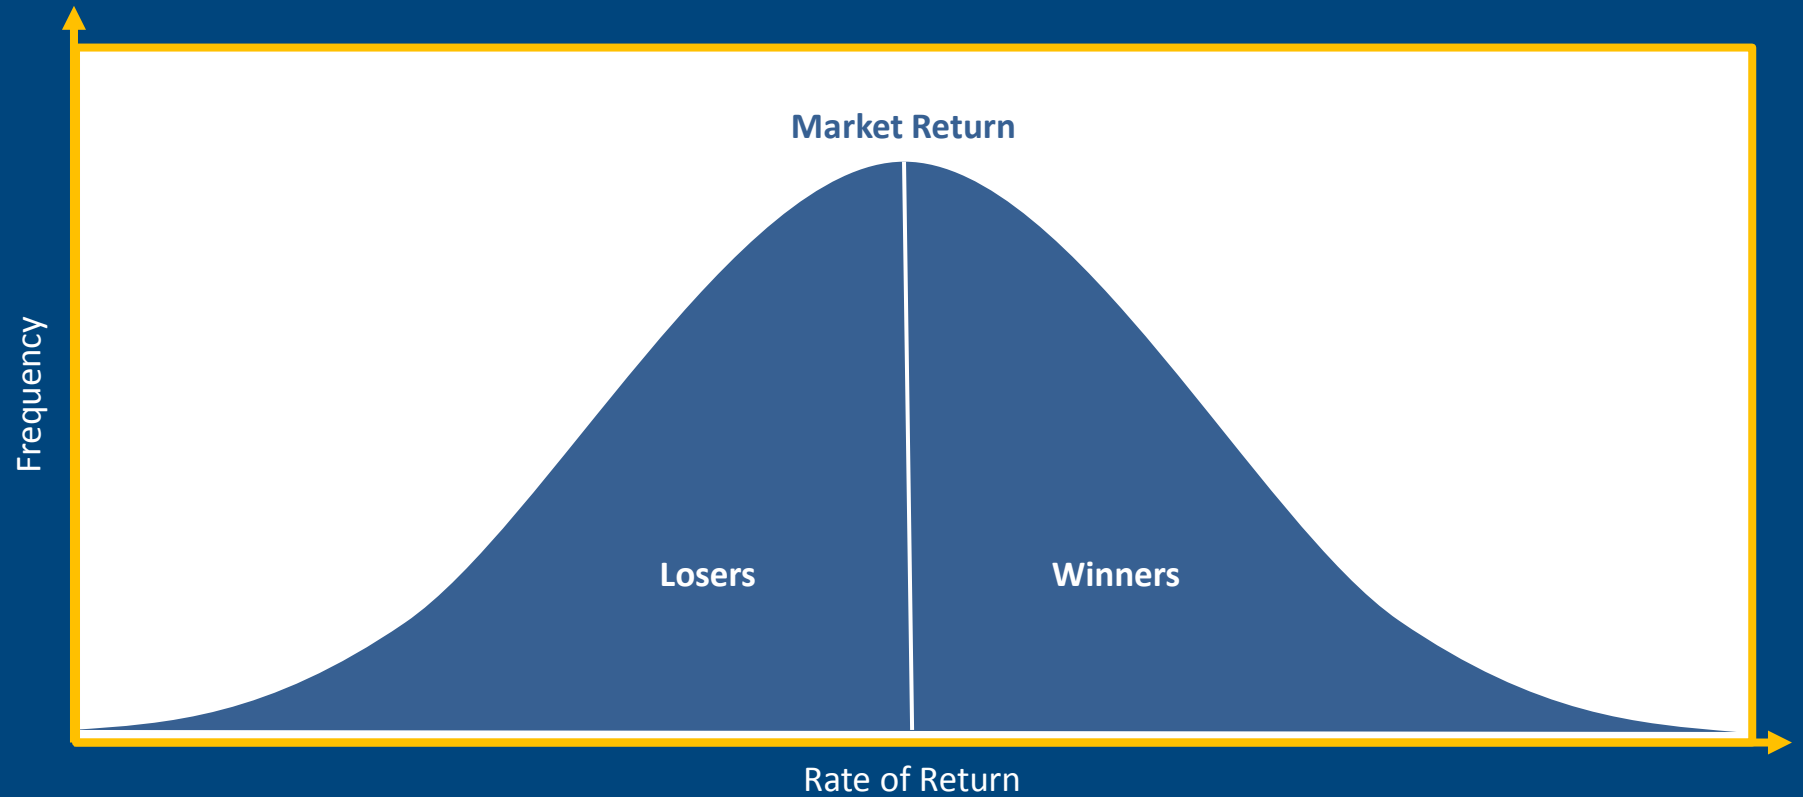 Market Return
Frequency
Losers
Winners
Rate of Return